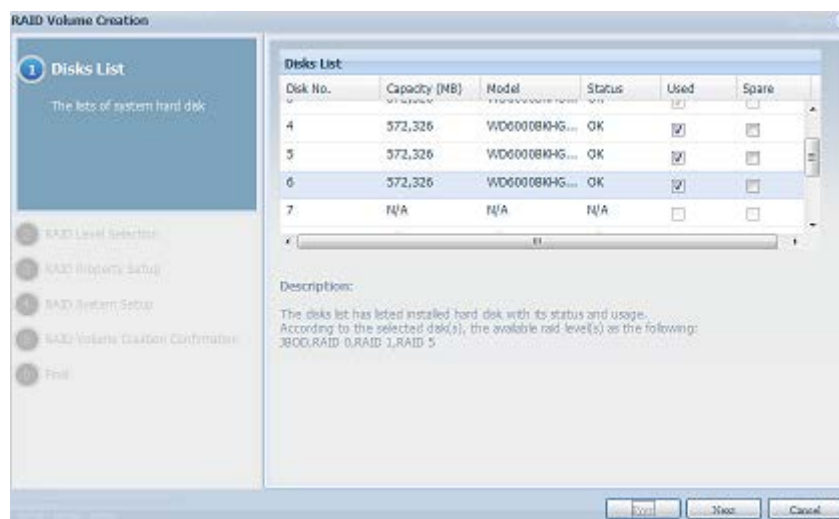 RAID Volume Creation
1 Disks List
The lists of system hard disk
RAID Level Selection
RAID Property Setup
RAID System Setup
RAID Volume Creation Confirmation
Disks List
Disk No. Capacity (MB) Model Status Used Spare
4 572,326 WD6000BKHG... OK
5 572,326 WD6000BKHG... OK
6 572,326 WD6000BKHG... OK
7 N/A N/A N/A
Description:
The disks list has listed installed hard disk with its status and usage.
According to the selected disk(s), the available raid level(s) as the following:
JBOD,RAID 0,RAID 1,RAID 5
Next Cancel